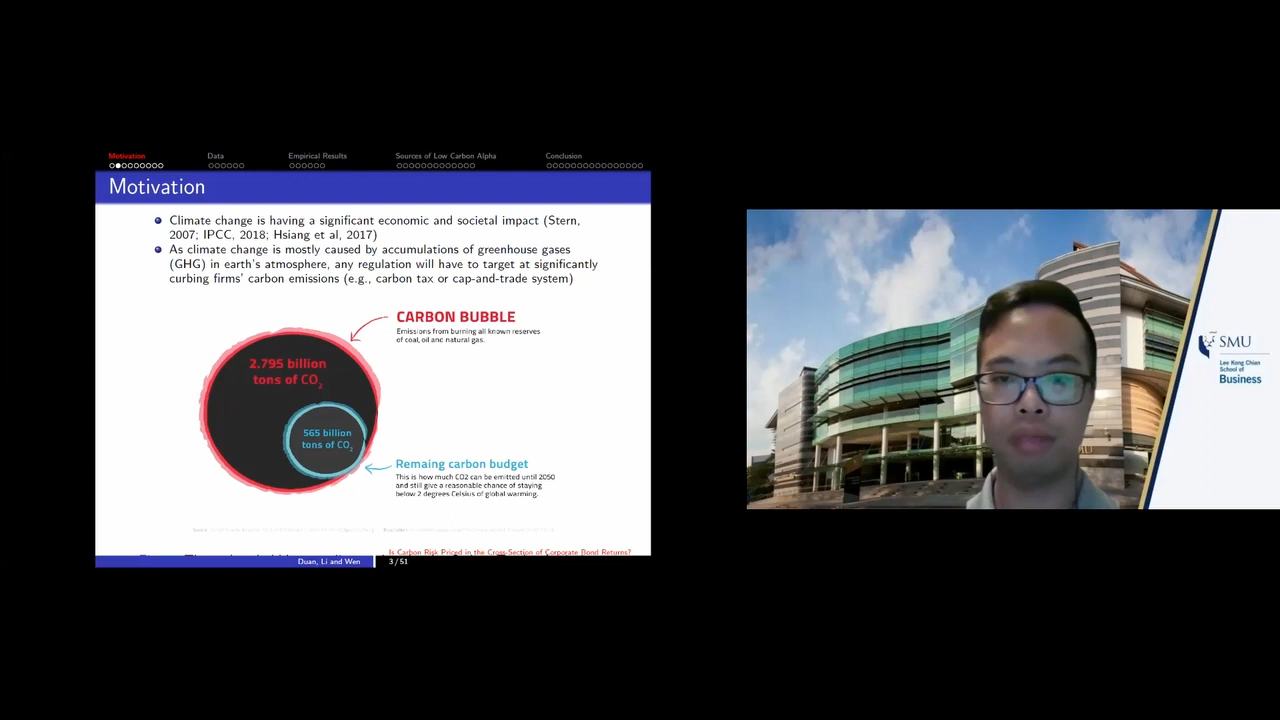 Motivation
Data
Empirical Results
Sources of Low Carbon Alpha
Conclusion
Motivation
Climate change is having a significant economic and societal impact (Stern,
2007; IPCC, 2018; Hsiang et al, 2017)
As climate change is mostly caused by accumulations of greenhouse gases
(GHG) in earth's atmosphere, any regulation will have to target at significantly
curbing firms' carbon emissions (e.g., carbon tax or cap-and-trade system)
CARBON BUBBLE
Emissions from burning all known reserves
of coal, oil and natural gas.
2.795 billion
tons of CO2
565 billion
tons of CO2
Remaing carbon budget
This is how much CO2 can be emitted until 2050
and still give a reasonable chance of staying
below 2 degrees Celsius of global warming.
Is Carbon Risk Priced in the Cross-Section of Corporate Bond Returns?
Duan, Li and Wen
3 / 51
SMU
Lee Kong Chian
School of
Business